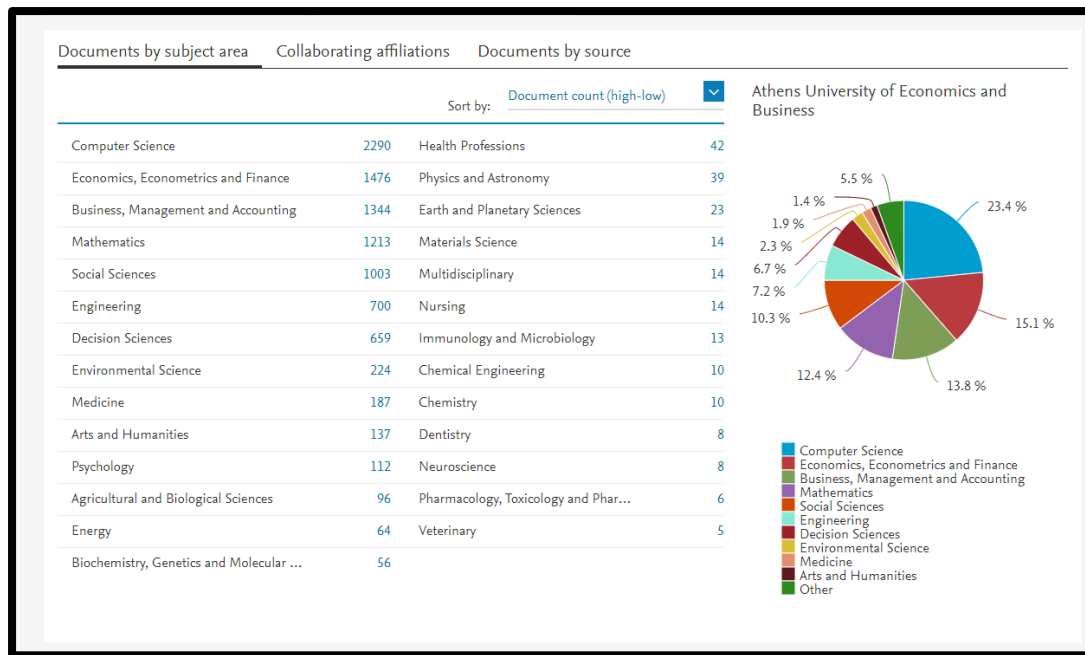 Documents by subject area Collaborating affiliations Documents by source
Sort by: Document count (high-low)
Athens University of Economics and
Business
Computer Science 2290 Health Professions 42
Economics, Econometrics and Finance 1476 Physics and Astronomy 39
Business, Management and Accounting 1344 Earth and Planetary Sciences 23
Mathematics 1213 Materials Science 14
Social Sciences 1003 Multidisciplinary 14
Engineering 700 Nursing 14
Decision Sciences 659 Immunology and Microbiology 13
Environmental Science 224 Chemical Engineering 10
Medicine 187 Chemistry 10
Arts and Humanities 137 Dentistry 8
Psychology 112 Neuroscience 8
Agricultural and Biological Sciences 96 Pharmacology, Toxicology and Phar... 6
Energy 64 Veterinary 5
Biochemistry, Genetics and Molecular ... 56
5.5 %
1.4 %
1.9 %
2.3 %
6.7 %
7.2 %
10.3 %
12.4 %
23.4 %
15.1 %
13.8 %
Computer Science
Economics, Econometrics and Finance
Business, Management and Accounting
Mathematics
Social Sciences
Engineering
Decision Sciences
Environmental Science
Medicine
Arts and Humanities
Other